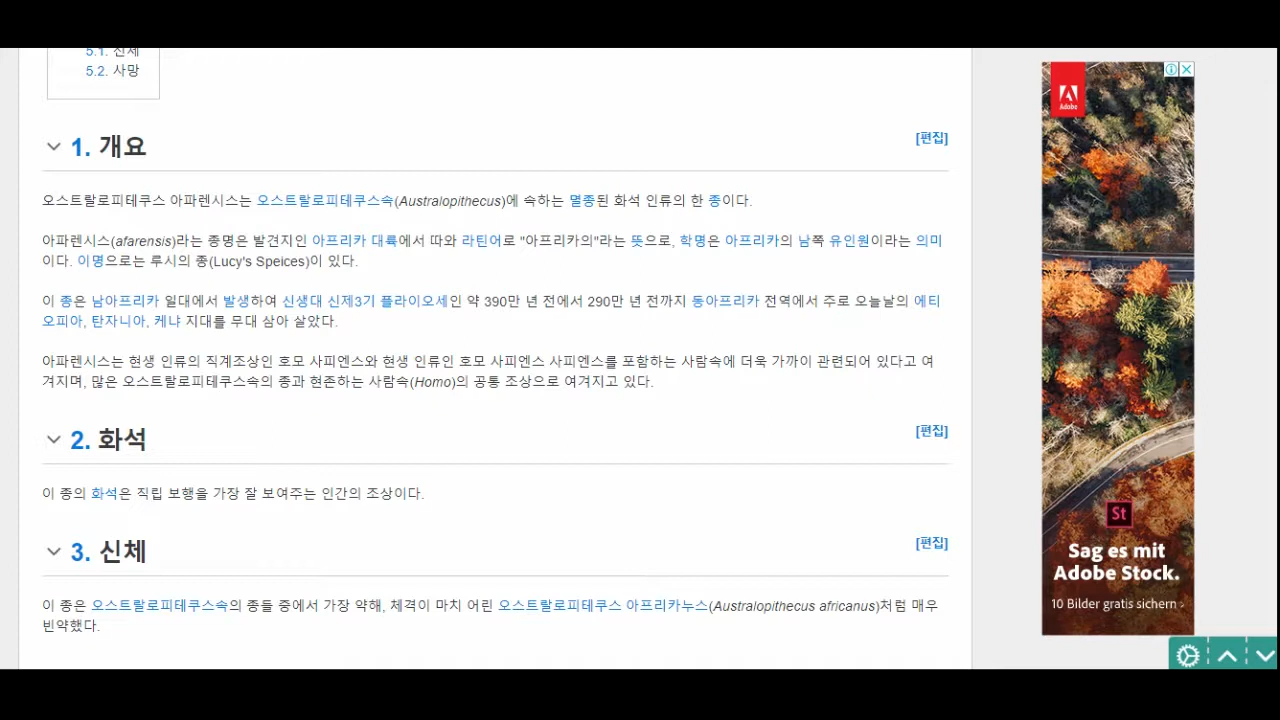 5.1. 신체
5.2. 사망
1. 개요
[편집]
오스트랄로피테쿠스 아파렌시스는 오스트랄로피테쿠스속(Australopithecus)에 속하는 멸종된 화석 인류의 한 종이다.
아파렌시스(afarensis)라는 종명은 발견지인 아프리카 대륙에서 따와 라틴어로 "아프리카의"라는 뜻으로, 학명은 아프리카의 남쪽 유인원이라는 의미
이다. 이명으로는 루시의 종(Lucy's Speices)이 있다.
이 종은 남아프리카 일대에서 발생하여 신생대 신제3기 플라이오세인 약 390만 년 전에서 290만 년 전까지 동아프리카 전역에서 주로 오늘날의 에티
오피아, 탄자니아, 케냐 지대를 무대 삼아 살았다.
아파렌시스는 현생 인류의 직계조상인 호모 사피엔스와 현생 인류인 호모 사피엔스 사피엔스를 포함하는 사람속에 더욱 가까이 관련되어 있다고 여
겨지며, 많은 오스트랄로피테쿠스속의 종과 현존하는 사람속(Homo)의 공통 조상으로 여겨지고 있다.
2. 화석
[편집]
이 종의 화석은 직립 보행을 가장 잘 보여주는 인간의 조상이다.
3. 신체
[편집]
이 종은 오스트랄로피테쿠스속의 종들 중에서 가장 약해, 체격이 마치 어린 오스트랄로피테쿠스 아프리카누스(Australopithecus africanus)처럼 매우
빈약했다.
Adobe
St
Sag es mit
Adobe Stock.
10 Bilder gratis sichern ›